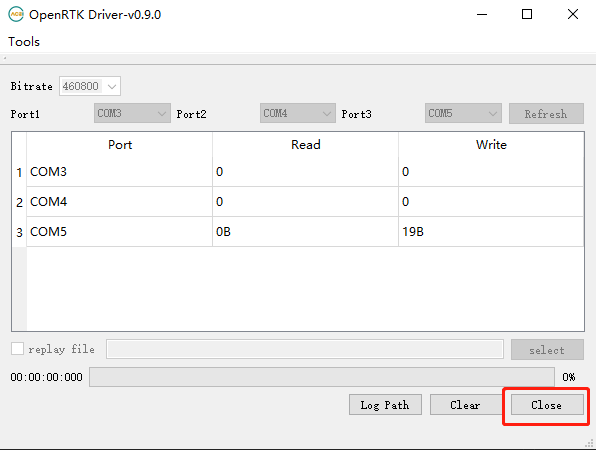 OpenRTK Driver-v0.9.0
Tools
Bitrate 460800
Port1 COM3 Port2 COM4 Port3 COM5 Refresh
Port Read Write
1 COM3 0 0
2 COM4 0 0
3 COM5 0B 19B
replay file select
00:00:00:000 0%
Log Path Clear Close